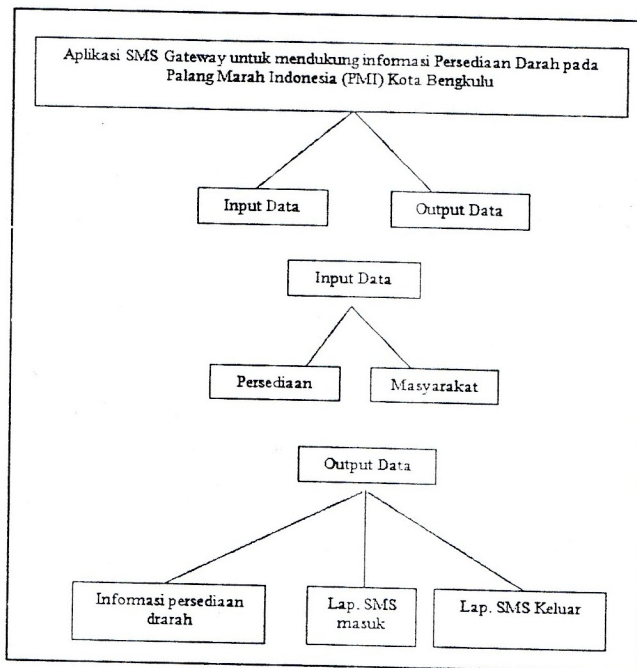 Aplikasi SMS Gateway untuk mendukung informasi Persediaan Darah pada
Palang Marah Indonesia (PMI) Kota Bengkulu
Input Data
Output Data
Input Data
Persediaan
Masyarakat
Output Data
Informasi persediaan
drarah
Lap. SMS
masuk
Lap. SMS Keluar